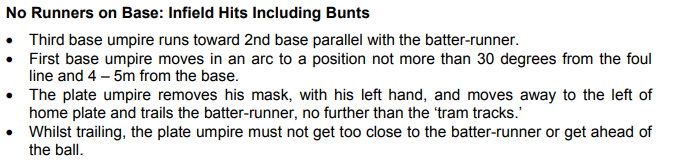 No Runners on Base: Infield Hits Including Bunts
• Third base umpire runs toward 2nd base parallel with the batter-runner.
• First base umpire moves in an arc to a position not more than 30 degrees from the foul
line and 4 – 5m from the base.
• The plate umpire removes his mask, with his left hand, and moves away to the left of
home plate and trails the batter-runner, no further than the ‘tram tracks.’
• Whilst trailing, the plate umpire must not get too close to the batter-runner or get ahead of
the ball.